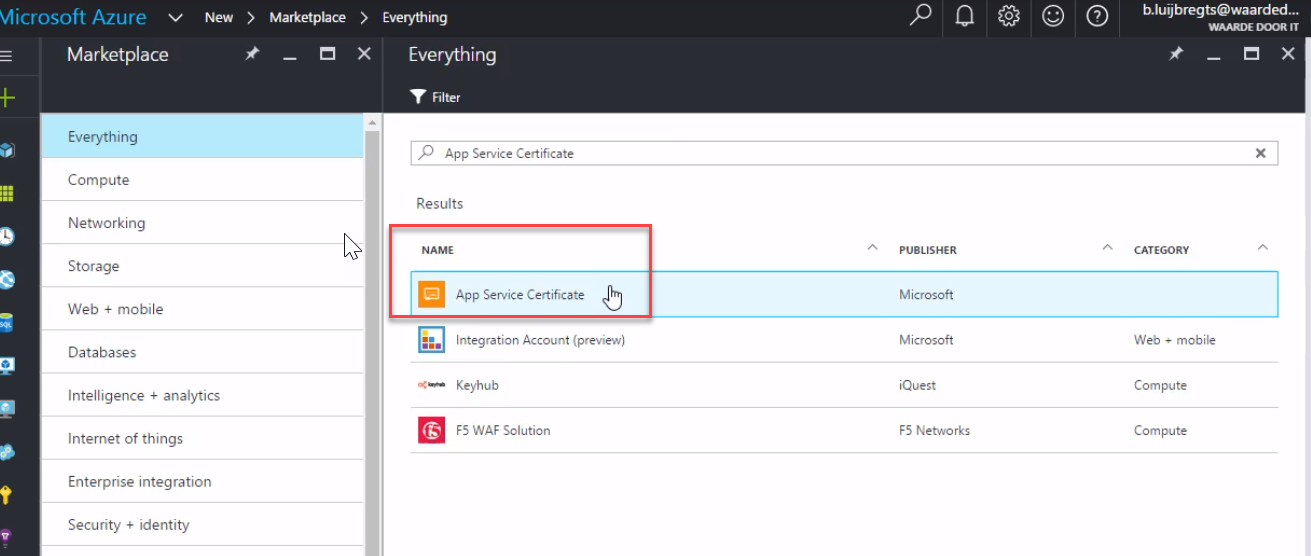 Microsoft Azure New > Marketplace > Everything b.luijbregts@waarded...
WAARDE DOOR IT
Marketplace
Everything
Filter
Everything
Compute
Networking
Storage
Web + mobile
Databases
Intelligence + analytics
Internet of things
Enterprise integration
Security + identity
App Service Certificate
Results
NAME PUBLISHER CATEGORY
App Service Certificate Microsoft
Integration Account (preview) Microsoft Web + mobile
keyhub Keyhub iQuest Compute
F5 WAF Solution F5 Networks Compute
SQL